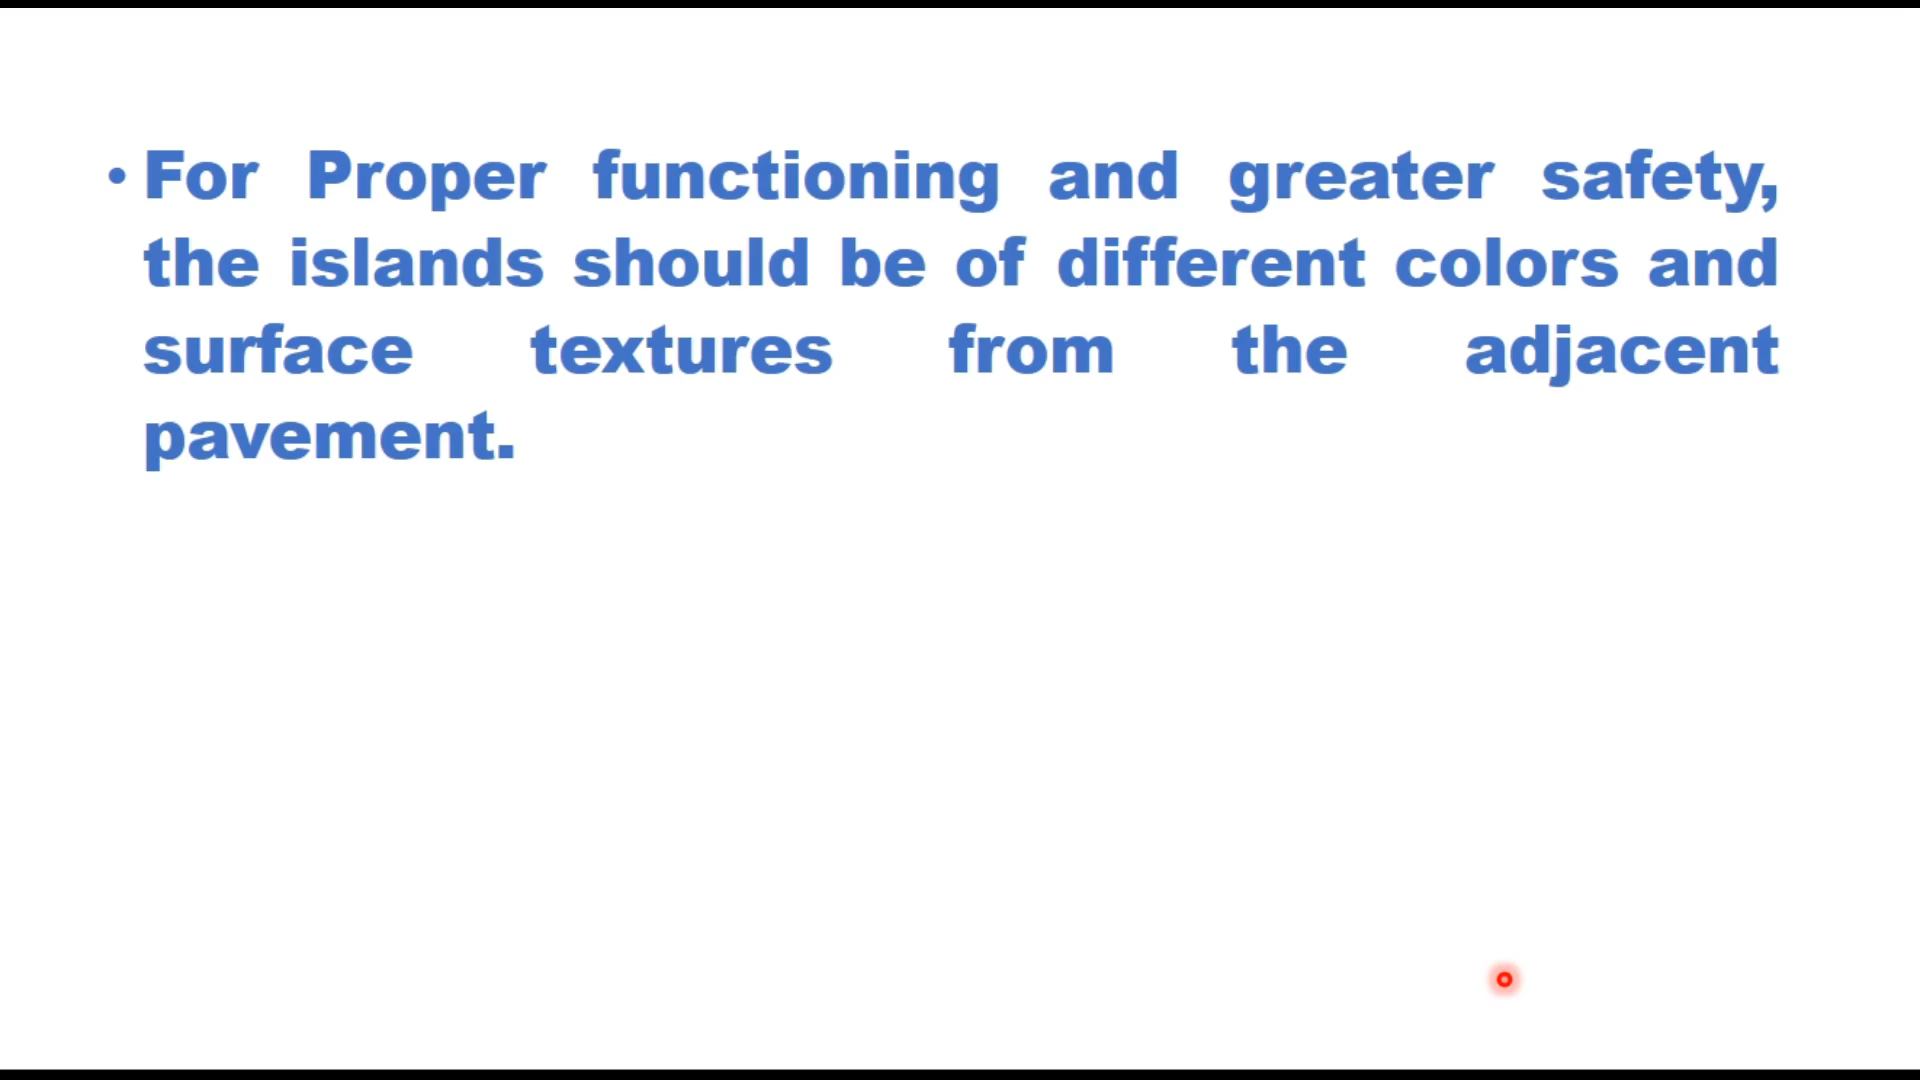 • For Proper functioning and greater safety,
the islands should be of different colors and
surface textures from the adjacent
pavement.